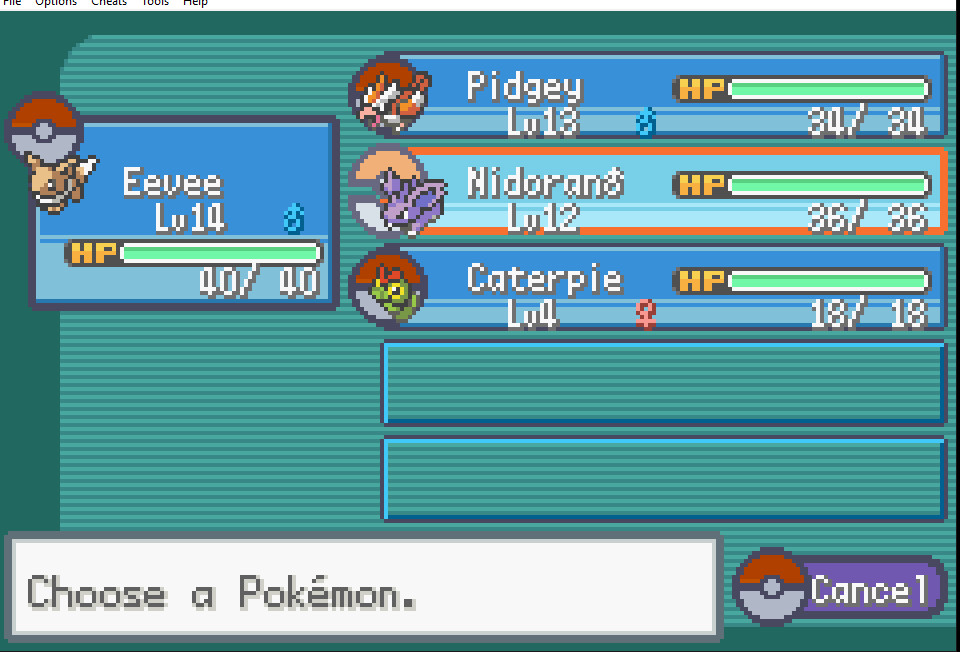 File Options Cheats Tools Help
Eevee
Lv14 ♂
HP
40/ 40
Pidgey HP
Lv13 ♂ 34/ 34
Nidoran♂ HP
Lv12 36/ 36
Caterpie HP
Lv4 ♀ 18/ 18
Choose a Pokémon.
Cancel